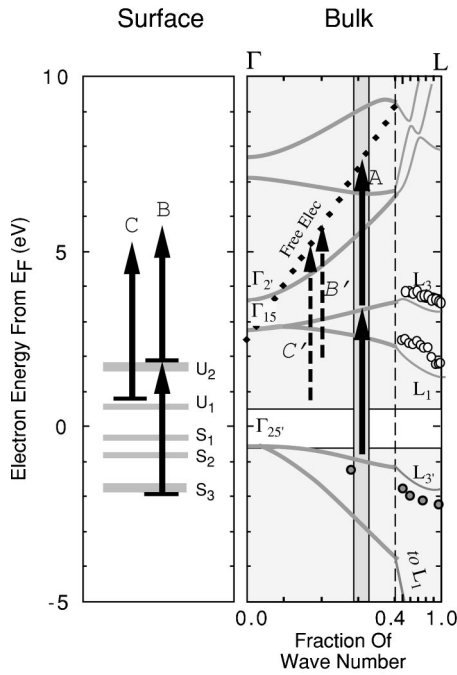 Surface
Bulk
Γ
L
10
5
0
-5
Electron Energy From EF (eV)
C
B
U2
U1
S1
S2
S3
A
Free Elec
Γ2'
Γ15
B'
C'
L3
L1
Γ25'
L3'
to L1
0.0
0.4
1.0
Fraction Of
Wave Number